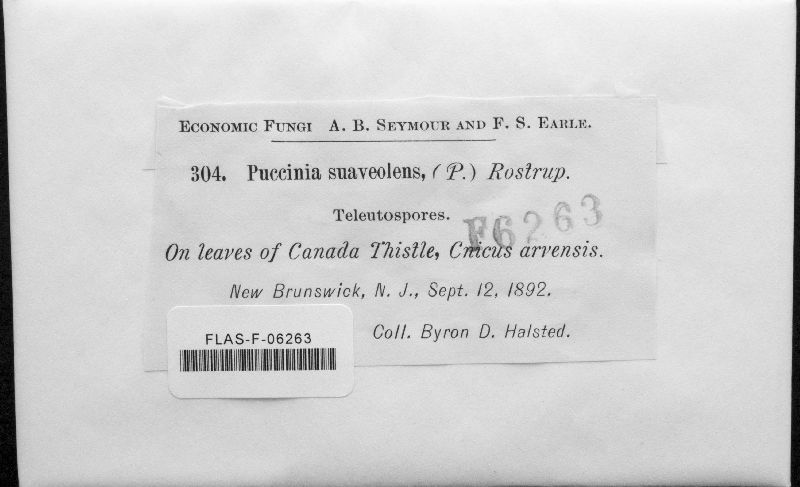 Economic Fungi A. B. Seymour and F. S. Earle.
304. Puccinia suaveolens, (P.) Rostrup.
Teleutospores.
F6263
On leaves of Canada Thistle, Cnicus arvensis.
New Brunswick, N. J., Sept. 12, 1892.
Coll. Byron D. Halsted.
FLAS-F-06263